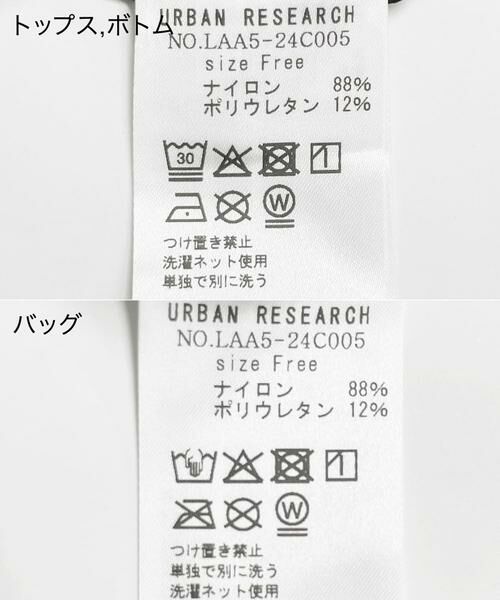 トップス,ボトム
URBAN RESEARCH
NO.LAA5-24C005
size Free
ナイロン 88%
ポリウレタン 12%
30
W
つけ置き禁止
洗濯ネット使用
単独で別に洗う
バッグ
URBAN RESEARCH
NO.LAA5-24C005
size Free
ナイロン 88%
ポリウレタン 12%
W
つけ置き禁止
単独で別に洗う
洗濯ネット使用